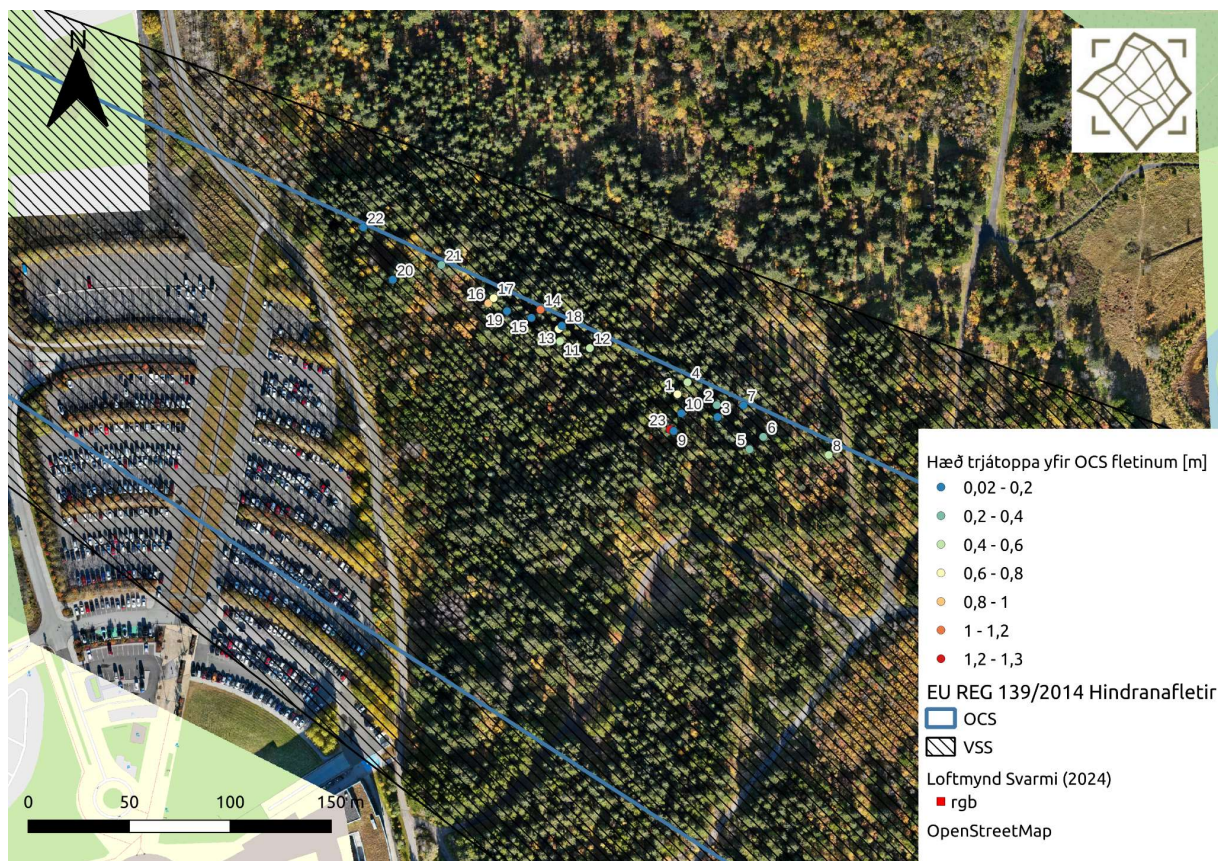 N
22
21
20
17
16
14
19
18
15
13
12
11
4
1
2
7
10
3
23
9
6
5
8
Hæð trjátoppa yfir OCS fletinum [m]
0,02 - 0,2
0,2 - 0,4
0,4 - 0,6
0,6 - 0,8
0,8 - 1
1 - 1,2
1,2 - 1,3
EU REG 139/2014 Hindranafletir
OCS
VSS
Loftmynd Svarmi (2024)
rgb
OpenStreetMap
0 50 100 150 m